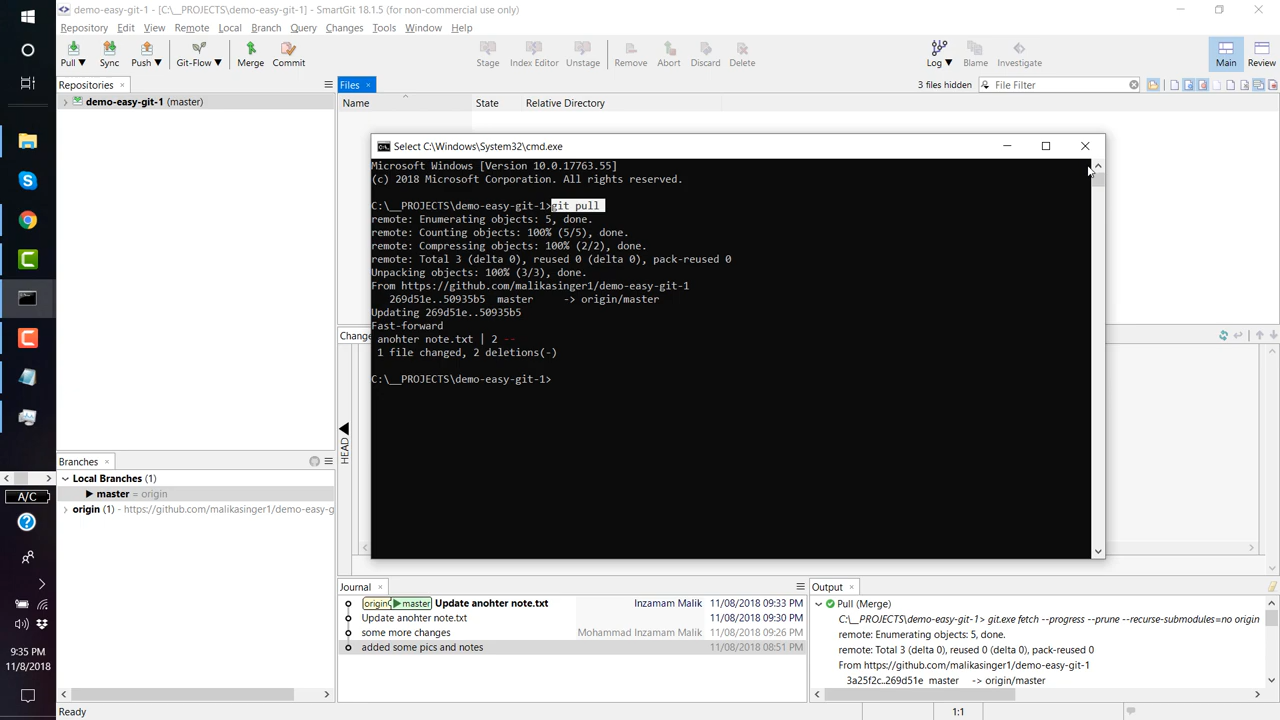 demo-easy-git-1 - [C:\__PROJECTS\demo-easy-git-1] - SmartGit 18.1.5 (for non-commercial use only)
Repository Edit View Remote Local Branch Query Changes Tools Window Help
Pull Sync Push Git-Flow Merge Commit Stage Index Editor Unstage Remove Abort Discard Delete Log Blame Investigate Main Review
Repositories
Files
3 files hidden
File Filter
demo-easy-git-1 (master)
Name State Relative Directory
Select C:\Windows\System32\cmd.exe
Microsoft Windows [Version 10.0.17763.55]
(c) 2018 Microsoft Corporation. All rights reserved.
C:\__PROJECTS\demo-easy-git-1>git pull
remote: Enumerating objects: 5, done.
remote: Counting objects: 100% (5/5), done.
remote: Compressing objects: 100% (2/2), done.
remote: Total 3 (delta 0), reused 0 (delta 0), pack-reused 0
Unpacking objects: 100% (3/3), done.
From https://github.com/malikasinger1/demo-easy-git-1
269d51e..50935b5 master -> origin/master
Updating 269d51e..50935b5
Fast-forward
anohter note.txt | 2 --
1 file changed, 2 deletions(-)
C:\__PROJECTS\demo-easy-git-1>
Change
HEAD
Branches
Local Branches (1)
master = origin
origin (1) - https://github.com/malikasinger1/demo-easy-g
Journal
origin master Update anohter note.txt Inzamam Malik 11/08/2018 09:33 PM
Update anohter note.txt 11/08/2018 09:30 PM
some more changes Mohammad Inzamam Malik 11/08/2018 09:26 PM
added some pics and notes 11/08/2018 08:51 PM
Output
Pull (Merge)
C:\__PROJECTS\demo-easy-git-1> git.exe fetch --progress --prune --recurse-submodules=no origin
remote: Enumerating objects: 5, done.
remote: Total 3 (delta 0), reused 0 (delta 0), pack-reused 0
From https://github.com/malikasinger1/demo-easy-git-1
3a25f2c..269d51e master -> origin/master
A/C
9:35 PM
11/8/2018
Ready
1:1